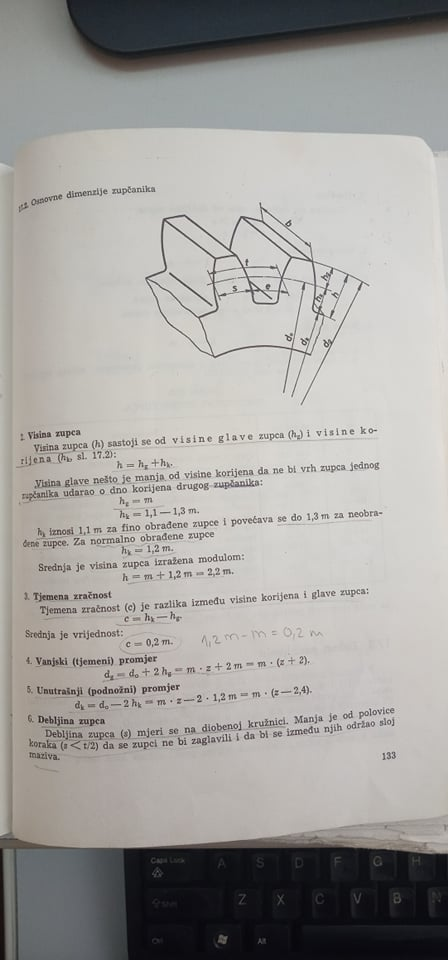 17.2. Osnovne dimenzije zupčanika
b
t
s
e
hg
hk
h
do
dk
dg
2. Visina zupca
Visina zupca (h) sastoji se od visine glave zupca (hg) i visine ko-
rijena (hk, sl. 17.2):
h = hg + hk.
Visina glave nešto je manja od visine korijena da ne bi vrh zupca jednog
zupčanika udarao o dno korijena drugog zupčanika:
hg = m
hk = 1,1 — 1,3 m.
hk iznosi 1,1 m za fino obrađene zupce i povećava se do 1,3 m za neobra-
đene zupce. Za normalno obrađene zupce
hk = 1,2 m.
Srednja je visina zupca izražena modulom:
h = m + 1,2 m = 2,2 m.
3. Tjemena zračnost
Tjemena zračnost (c) je razlika između visine korijena i glave zupca:
c = hk — hg.
Srednja je vrijednost:
c = 0,2 m. 1,2 m - m = 0,2 m
4. Vanjski (tjemeni) promjer
dg = do + 2 hg = m · z + 2 m = m · (z + 2).
5. Unutrašnji (podnožni) promjer
dk = do — 2 hk = m · z — 2 · 1,2 m = m · (z — 2,4).
6. Debljina zupca
Debljina zupca (s) mjeri se na diobenoj kružnici. Manja je od polovice
koraka (s < t/2) da se zupci ne bi zaglavili i da bi se između njih održao sloj
maziva.
133
Caps Lock
A
S
D
F
G
H
Shift
Z
X
C
V
B
N
Ctrl
Alt